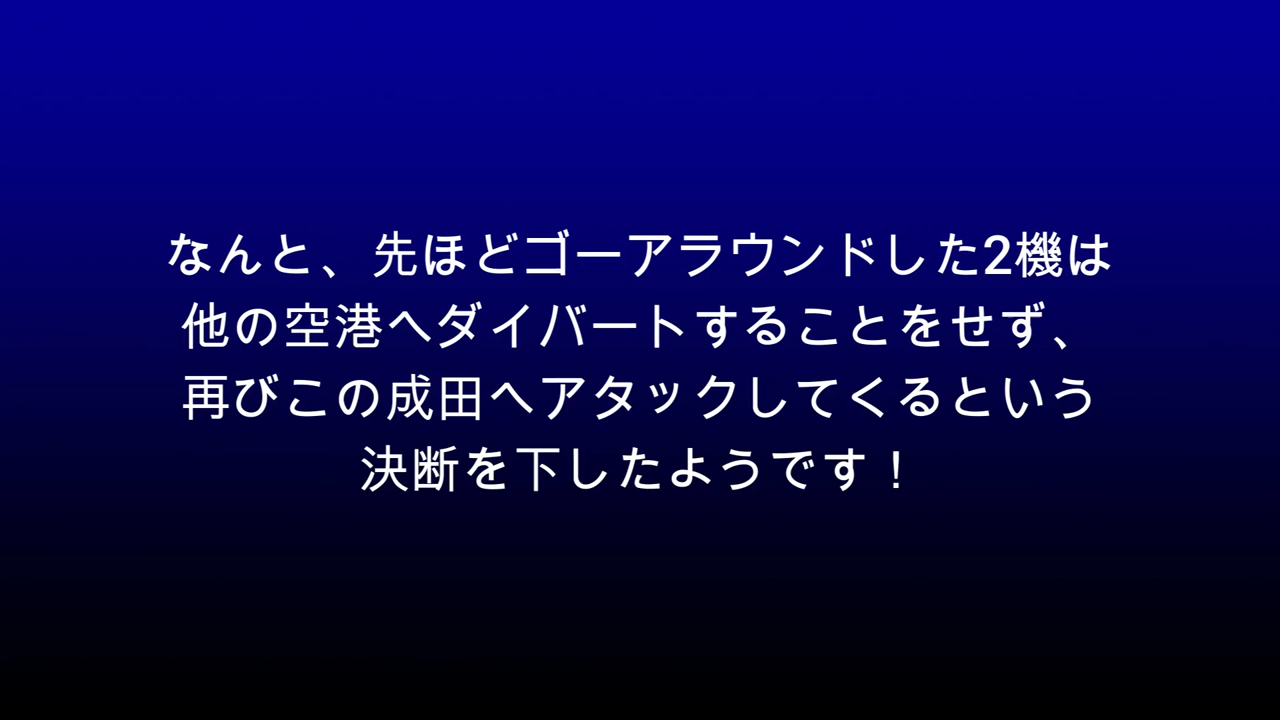 なんと、先ほどゴーアラウンドした2機は
他の空港へダイバートすることをせず、
再びこの成田へアタックしてくるという
決断を下したようです！